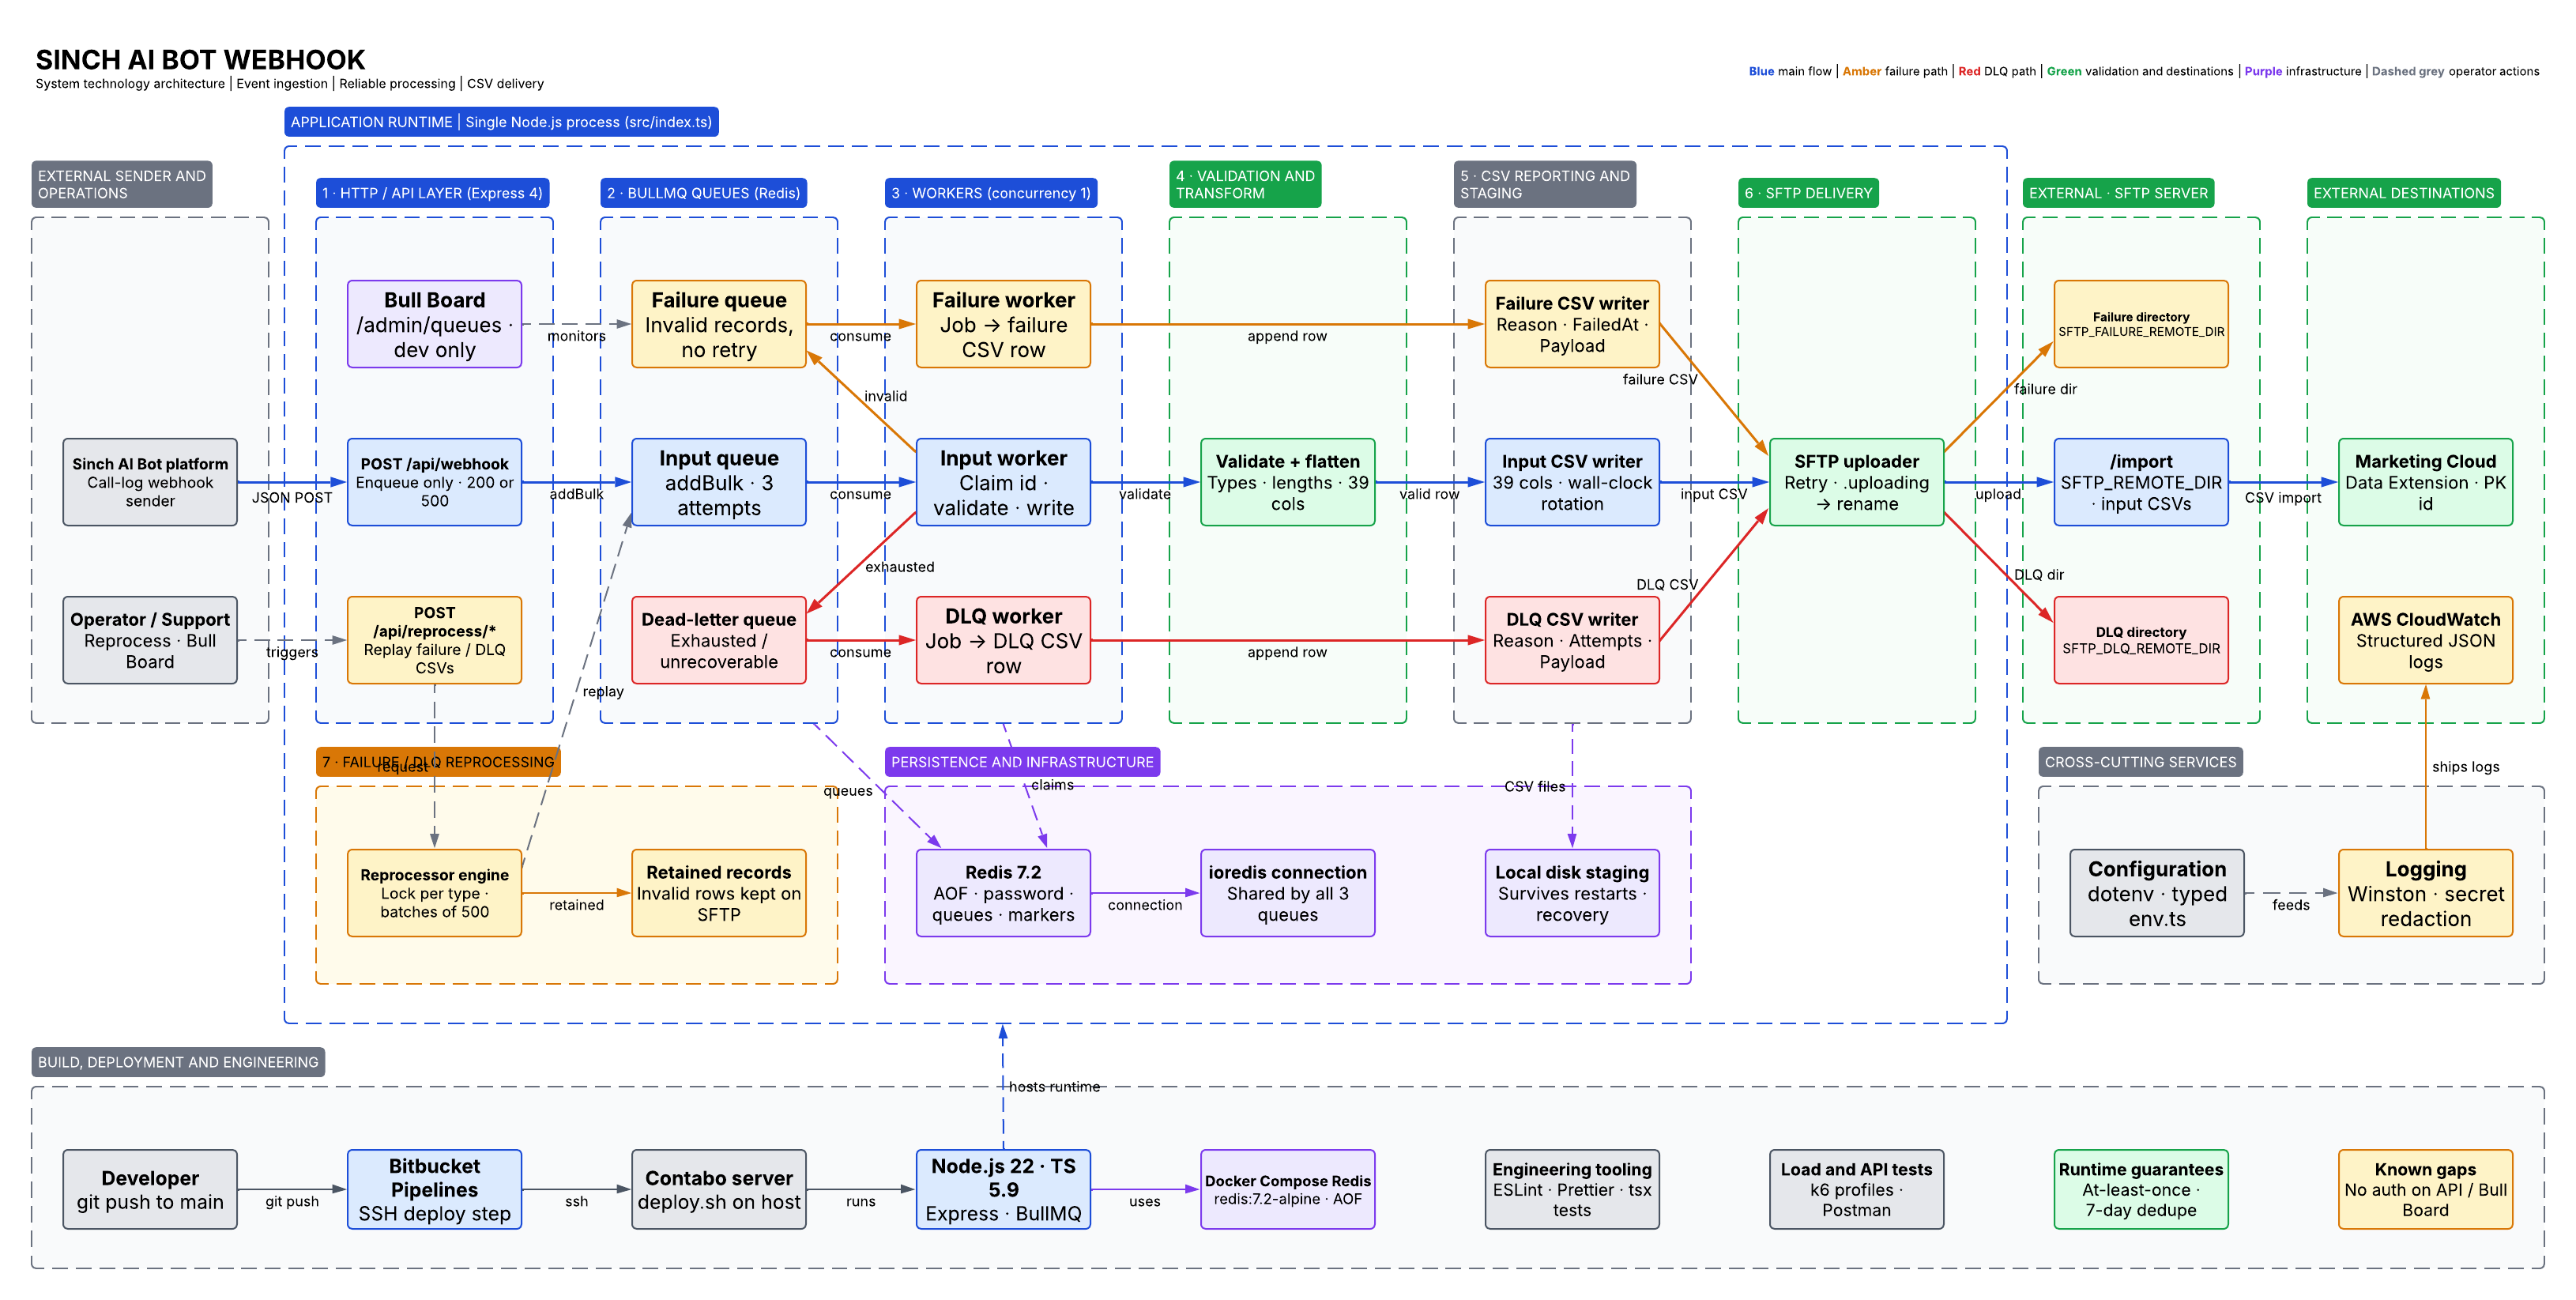 SINCH AI BOT WEBHOOK
System technology architecture | Event ingestion | Reliable processing | CSV delivery
Blue main flow | Amber failure path | Red DLQ path | Green validation and destinations | Purple infrastructure | Dashed grey operator actions
APPLICATION RUNTIME | Single Node.js process (src/index.ts)
EXTERNAL SENDER AND
OPERATIONS
1 · HTTP / API LAYER (Express 4)
2 · BULLMQ QUEUES (Redis)
3 · WORKERS (concurrency 1)
4 · VALIDATION AND
TRANSFORM
5 · CSV REPORTING AND
STAGING
6 · SFTP DELIVERY
EXTERNAL · SFTP SERVER
EXTERNAL DESTINATIONS
Bull Board
/admin/queues ·
dev only
monitors
Failure queue
Invalid records,
no retry
consume
Failure worker
Job → failure
CSV row
append row
Failure CSV writer
Reason · FailedAt ·
Payload
failure CSV
Failure directory
SFTP_FAILURE_REMOTE_DIR
failure dir
invalid
Sinch AI Bot platform
Call-log webhook
sender
JSON POST
POST /api/webhook
Enqueue only · 200 or
500
addBulk
Input queue
addBulk · 3
attempts
consume
Input worker
Claim id ·
validate · write
validate
Validate + flatten
Types · lengths · 39
cols
valid row
Input CSV writer
39 cols · wall-clock
rotation
input CSV
SFTP uploader
Retry · .uploading
→ rename
upload
/import
SFTP_REMOTE_DIR
· input CSVs
CSV import
Marketing Cloud
Data Extension · PK
id
exhausted
DLQ CSV
DLQ dir
Operator / Support
Reprocess · Bull
Board
triggers
POST
/api/reprocess/*
Replay failure / DLQ
CSVs
Dead-letter queue
Exhausted /
unrecoverable
consume
DLQ worker
Job → DLQ CSV
row
append row
DLQ CSV writer
Reason · Attempts ·
Payload
DLQ directory
SFTP_DLQ_REMOTE_DIR
AWS CloudWatch
Structured JSON
logs
replay
7 · FAILURE / DLQ REPROCESSING
request
PERSISTENCE AND INFRASTRUCTURE
CROSS-CUTTING SERVICES
queues
claims
CSV files
ships logs
Reprocessor engine
Lock per type ·
batches of 500
retained
Retained records
Invalid rows kept on
SFTP
Redis 7.2
AOF · password ·
queues · markers
connection
ioredis connection
Shared by all 3
queues
Local disk staging
Survives restarts ·
recovery
Configuration
dotenv · typed
env.ts
feeds
Logging
Winston · secret
redaction
BUILD, DEPLOYMENT AND ENGINEERING
hosts runtime
Developer
git push to main
git push
Bitbucket
Pipelines
SSH deploy step
ssh
Contabo server
deploy.sh on host
runs
Node.js 22 · TS
5.9
Express · BullMQ
uses
Docker Compose Redis
redis:7.2-alpine · AOF
Engineering tooling
ESLint · Prettier · tsx
tests
Load and API tests
k6 profiles ·
Postman
Runtime guarantees
At-least-once ·
7-day dedupe
Known gaps
No auth on API / Bull
Board